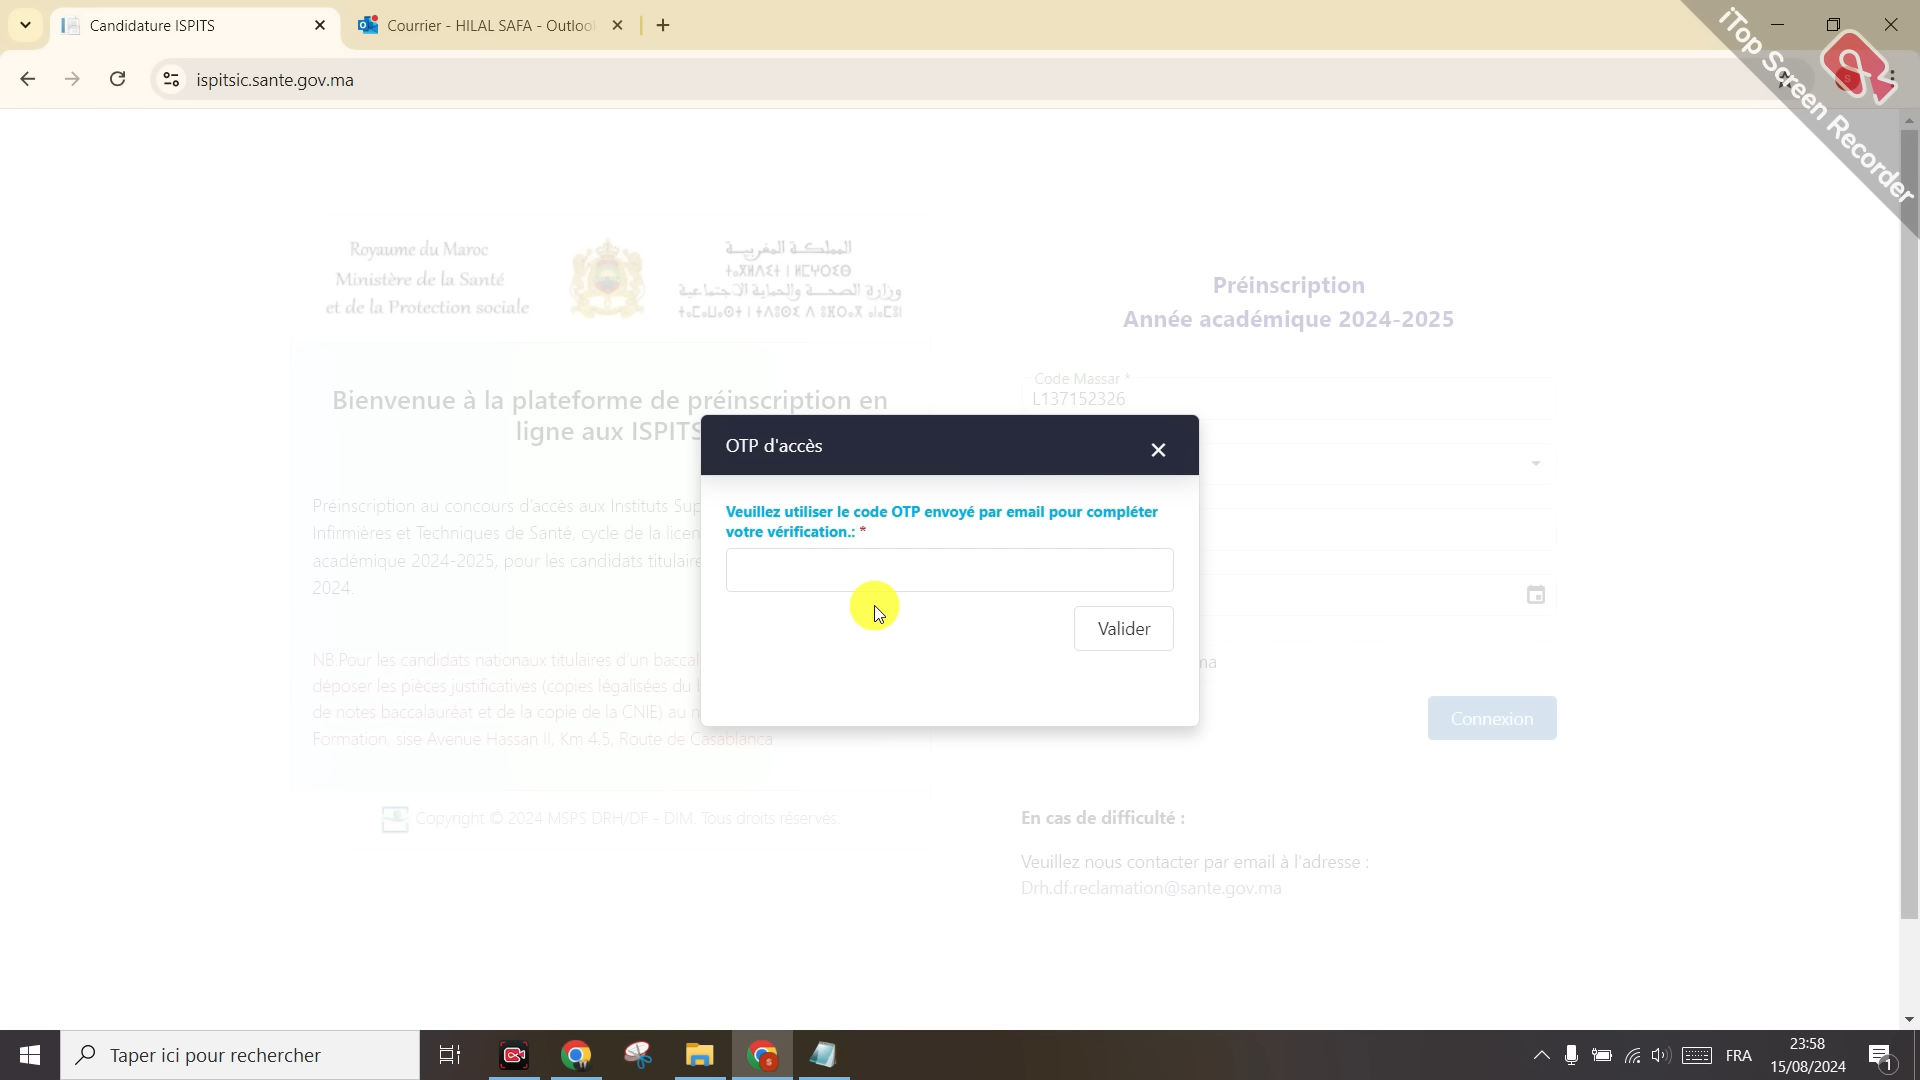 Candidature ISPITS
Courrier - HILAL SAFA - Outloo
ispitsic.sante.gov.ma
iTop Screen Recorder
Royaume du Maroc
Ministère de la Santé
et de la Protection sociale
المملكة المغربية
ⵜⴰⴳⵍⴷⵉⵜ ⵏ ⵍⵎⵖⵔⵉⴱ
وزارة الصحة والحماية الاجتماعية
Préinscription
Année académique 2024-2025
Code Massar *
L137152326
Bienvenue à la plateforme de préinscription en
ligne aux ISPITS
Préinscription au concours d'accès aux Instituts Sup
Infirmières et Techniques de Santé, cycle de la licen
académique 2024-2025, pour les candidats titulaire
2024.
NB.Pour les candidats nationaux titulaires d'un baccal
déposer les pièces justificatives (copies légalisées du
de notes baccalauréat et de la copie de la CNIE) au
Formation, sise Avenue Hassan II, Km 4.5, Route de Casablanca
Copyright © 2024 MSPS DRH/DF - DIM. Tous droits réservés.
OTP d'accès
Veuillez utiliser le code OTP envoyé par email pour compléter
votre vérification.: *
Valider
ma
Connexion
En cas de difficulté :
Veuillez nous contacter par email à l'adresse :
Drh.df.reclamation@sante.gov.ma
Taper ici pour rechercher
FRA
23:58
15/08/2024
1